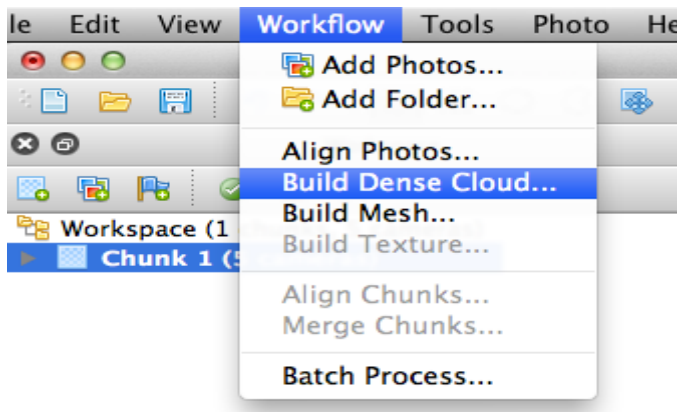 le Edit View Workflow Tools Photo He
Add Photos...
Add Folder...
Align Photos...
Build Dense Cloud...
Build Mesh...
Workspace (1
Build Texture...
Chunk 1 (5
Align Chunks...
Merge Chunks...
Batch Process...